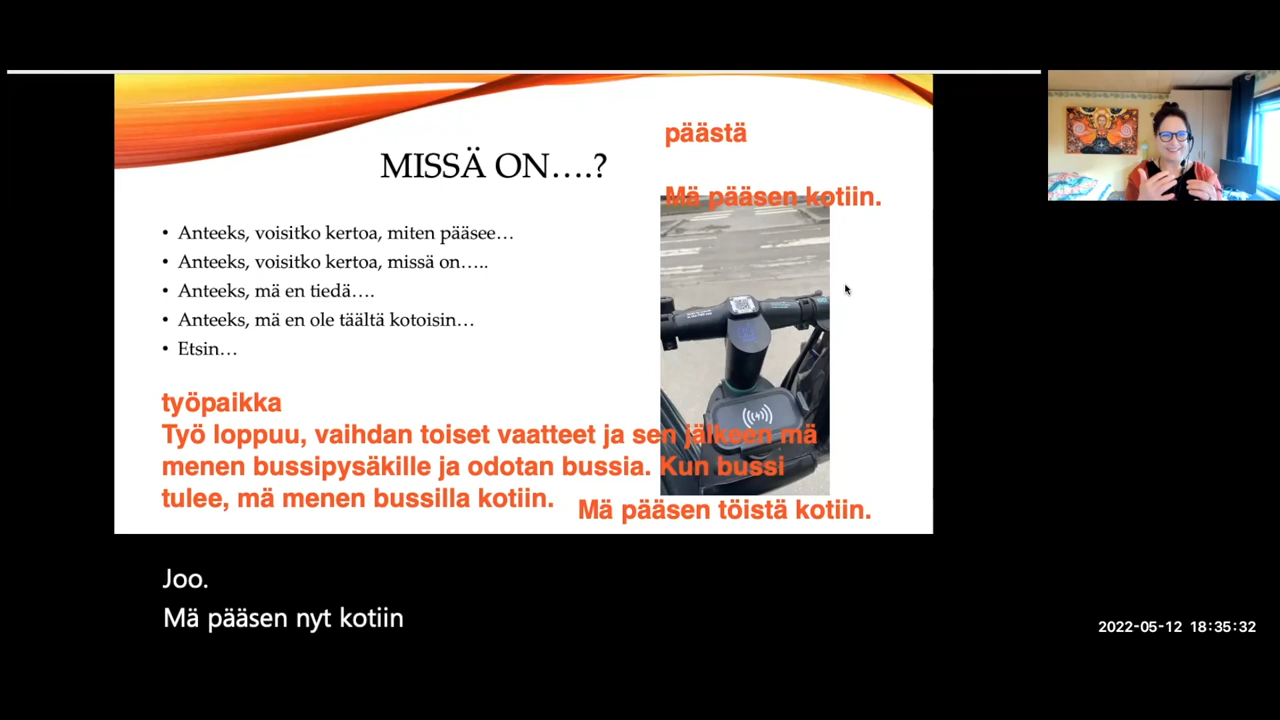 päästä
MISSÄ ON….?
Mä pääsen kotiin.
• Anteeks, voisitko kertoa, miten pääsee…
• Anteeks, voisitko kertoa, missä on…..
• Anteeks, mä en tiedä….
• Anteeks, mä en ole täältä kotoisin…
• Etsin…
työpaikka
Työ loppuu, vaihdan toiset vaatteet ja sen jälkeen mä
menen bussipysäkille ja odotan bussia. Kun bussi
tulee, mä menen bussilla kotiin.
Mä pääsen töistä kotiin.
Joo.
Mä pääsen nyt kotiin
2022-05-12 18:35:32